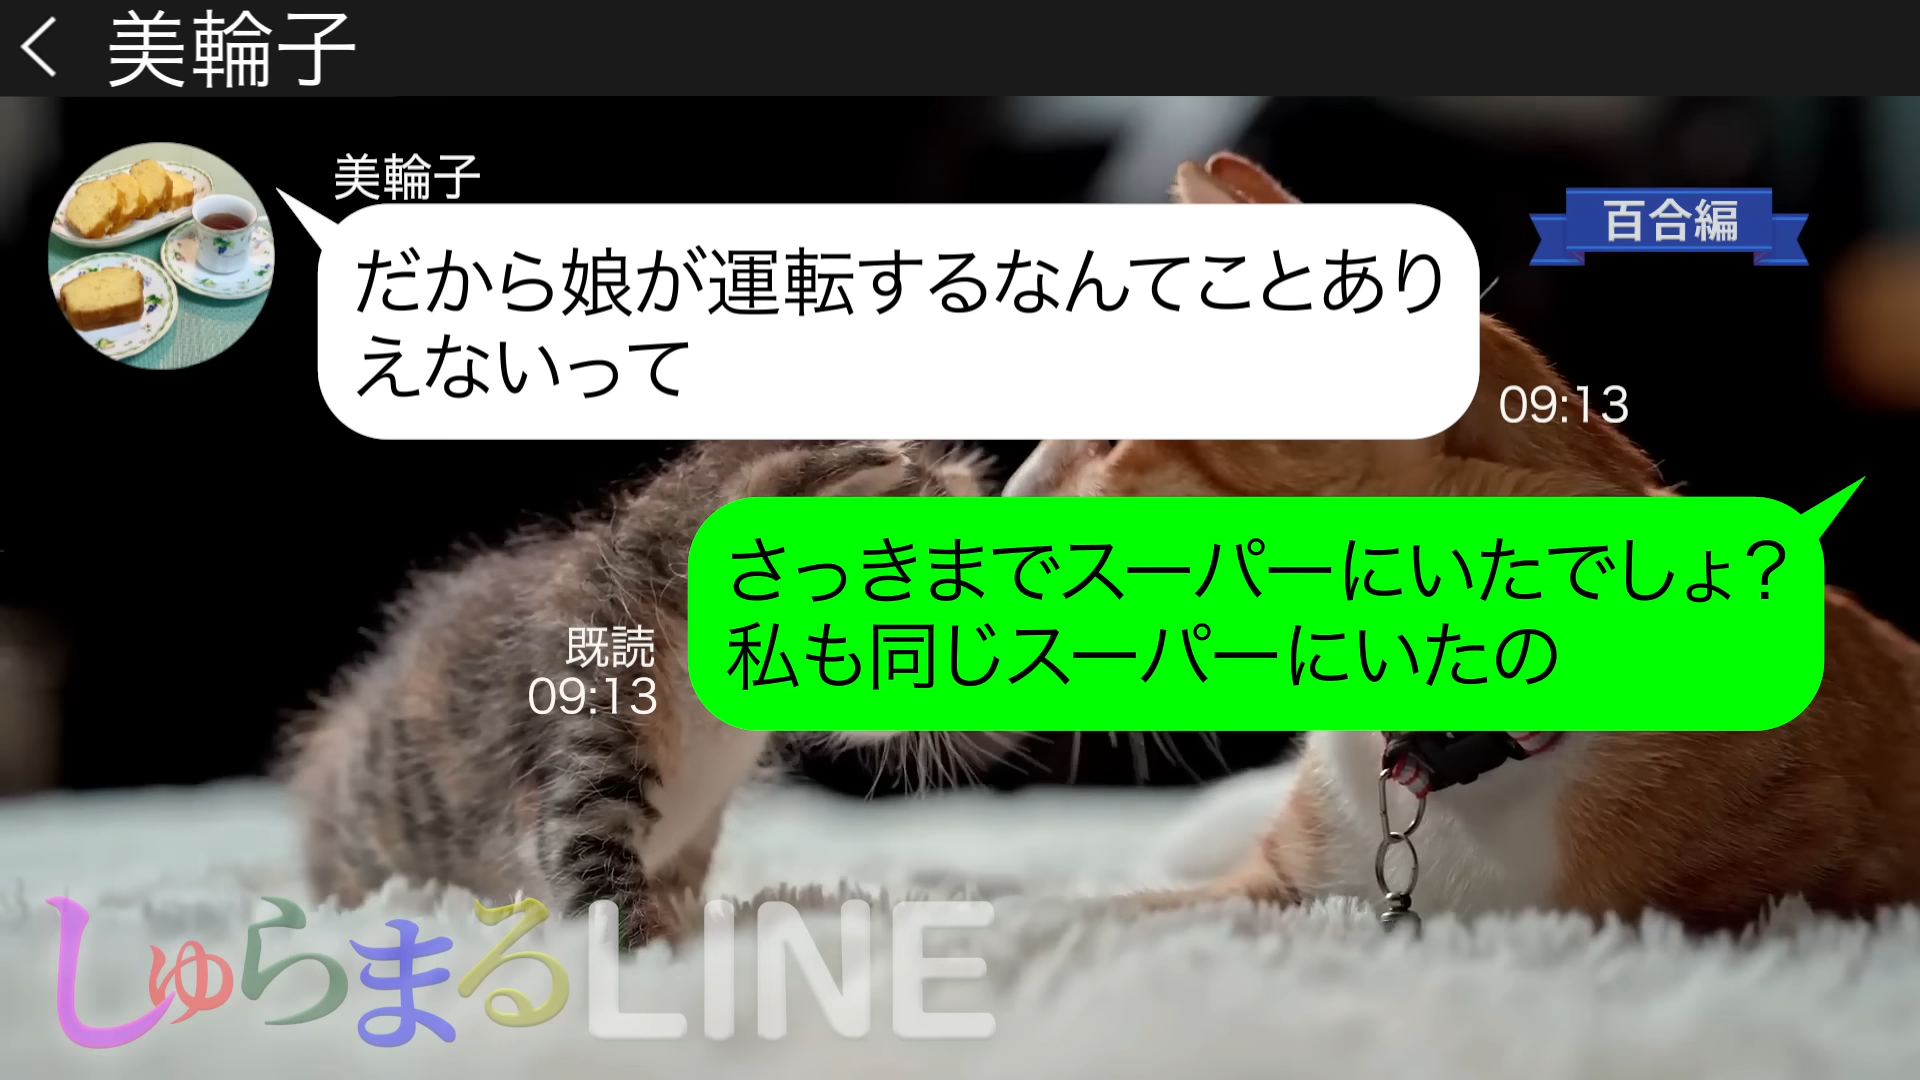 美輪子
美輪子
百合編
だから娘が運転するなんてことあり
えないって
09:13
さっきまでスーパーにいたでしょ?
私も同じスーパーにいたの
既読
09:13
しゅらまるLINE